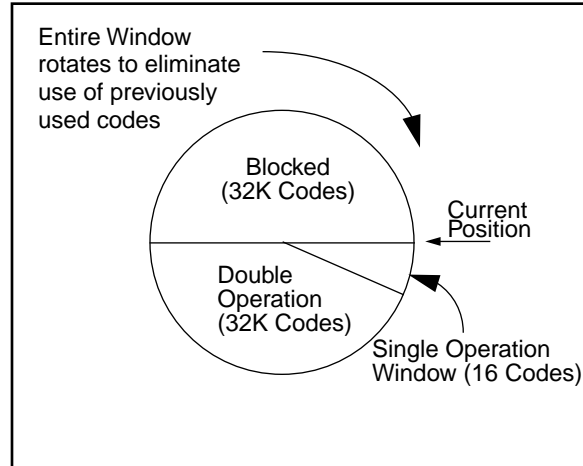 Entire Window
rotates to eliminate
use of previously
used codes
Blocked
(32K Codes)
Current
Position
Double
Operation
(32K Codes)
Single Operation
Window (16 Codes)